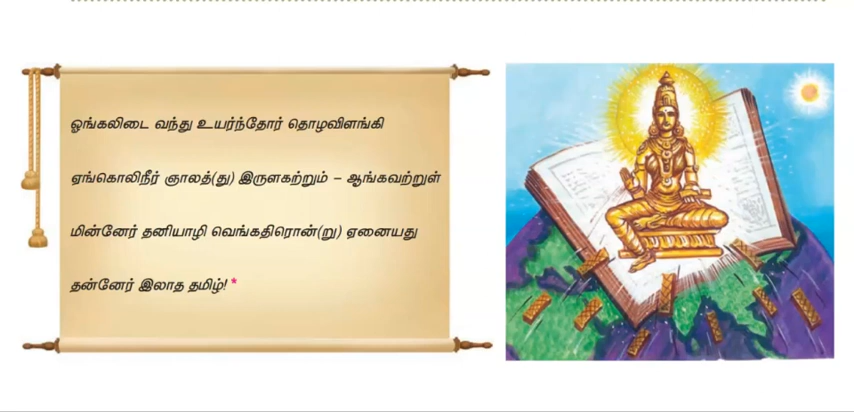 ஓங்கலிடை வந்து உயர்ந்தோர் தொழவிளங்கி
ஏங்கொலிநீர் ஞாலத்(து) இருளகற்றும் – ஆங்கவற்றுள்
மின்னேர் தனியாழி வெங்கதிரொன்(று) ஏனையது
தன்னேர் இலாத தமிழ்! *